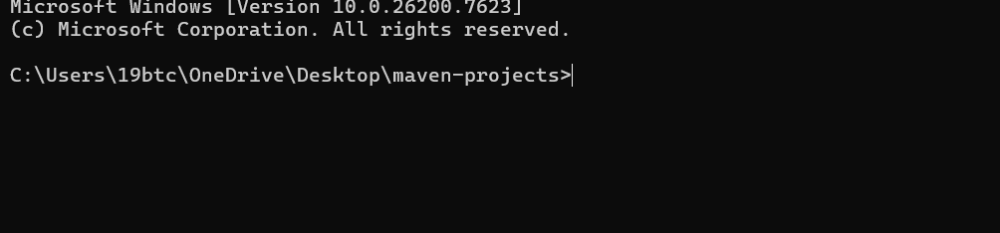 Microsoft Windows [Version 10.0.26200.7623]
(c) Microsoft Corporation. All rights reserved.
C:\Users\19btc\OneDrive\Desktop\maven-projects>